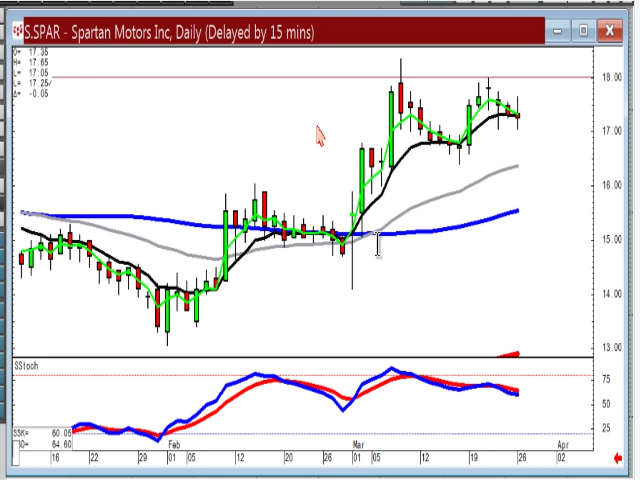 S.SPAR - Spartan Motors Inc, Daily (Delayed by 15 mins)
O= 17.35
H= 17.65
L= 17.05
L= 17.25
Δ= -0.05
18.00
17.00
16.00
15.00
14.00
13.00
SStoch
75
50
25
SSK= 60.05
D= 64.60
Feb Mar Apr
16 22 29 01 05 12 20 26 01 05 12 19 26 02